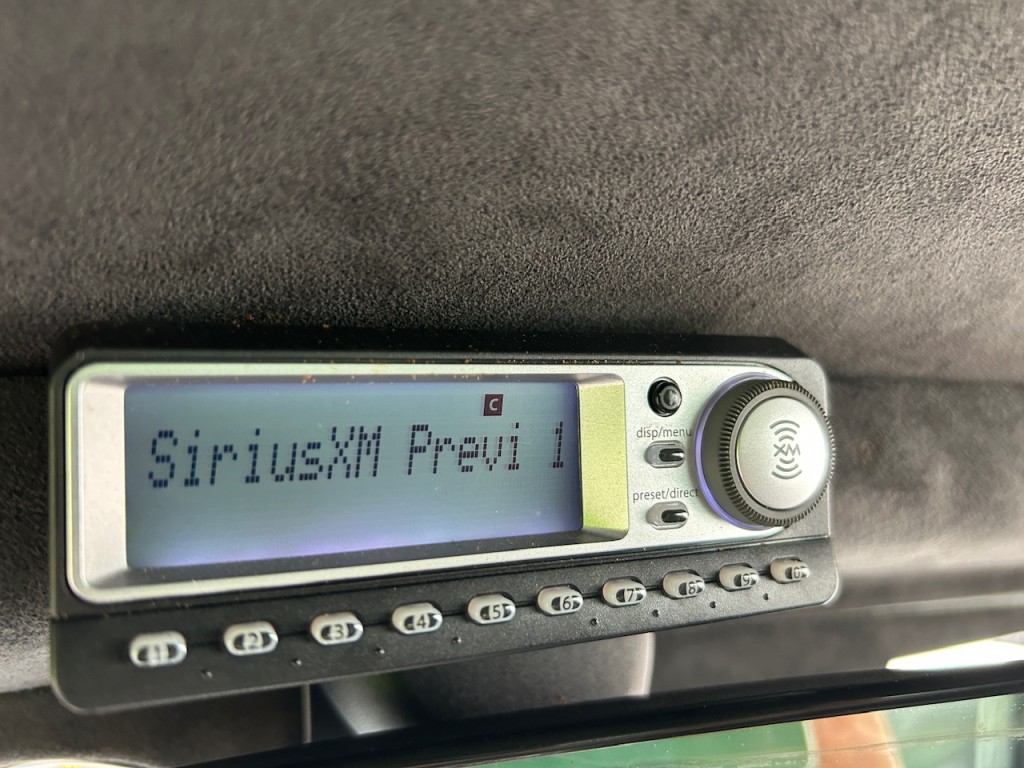 C
SiriusXM Previ 1
disp/menu
preset/direct
XM
1 2 3 4 5 6 7 8 9 0